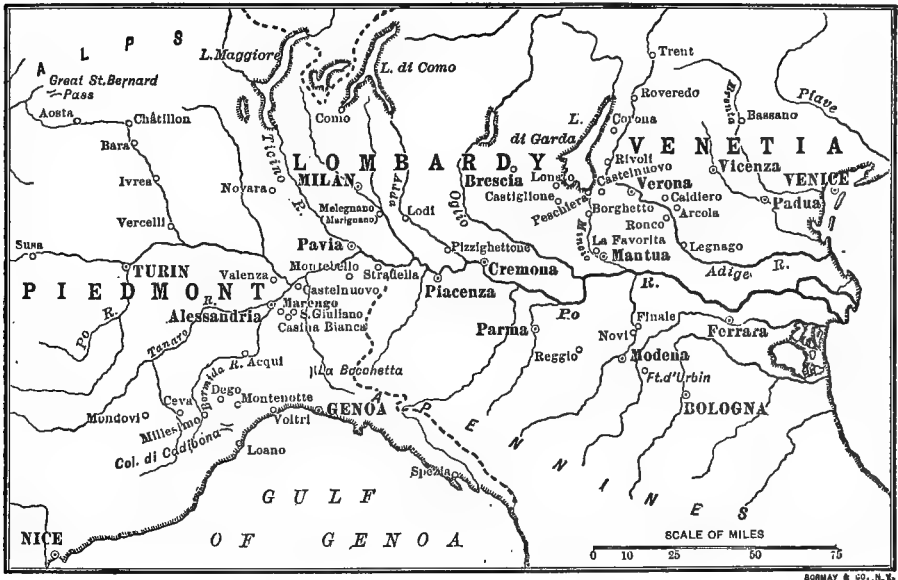 ALPS
Great St. Bernard
Pass
Aosta
Châtillon
Bara
Ivrea
Vercelli
Novara
L. Maggiore
L. di Como
Como
Ticino
R.
LOMBARDY
MILAN
Melegnano
(Marignano)
Adda
Lodi
Oglio
Brescia
L.
di Garda
Lonato
Castiglione
Peschiera
Trent
Roveredo
Corona
Rivoli
Castelnuovo
Verona
Caldiero
Arcola
Ronco
Borghetto
Mincio
La Favorita
Mantua
Legnago
Adige R.
VENETIA
Brenta
Bassano
Piave
Vicenza
Padua
VENICE
Susa
TURIN
PIEDMONT
Po R.
Tanaro
R.
Valenza
Alessandria
Pavia
Montebello
Stradella
Castelnuovo
Marengo
S. Giuliano
Casina Bianca
Pizzighettone
Cremona
Piacenza
Po
R.
Parma
Reggio
Finale
Novi
Modena
Ft. d'Urbin
Ferrara
BOLOGNA
Acqui
Bormida R.
Ceva
Dego
Montenotte
Mondovi
Millesimo
Col. di Cadibona
La Bocchetta
GENOA
Voltri
Loano
Spezia
APENNINES
GULF
OF GENOA
NICE
SCALE OF MILES
0 10 30 50 75
BORMAY & CO., N.Y.